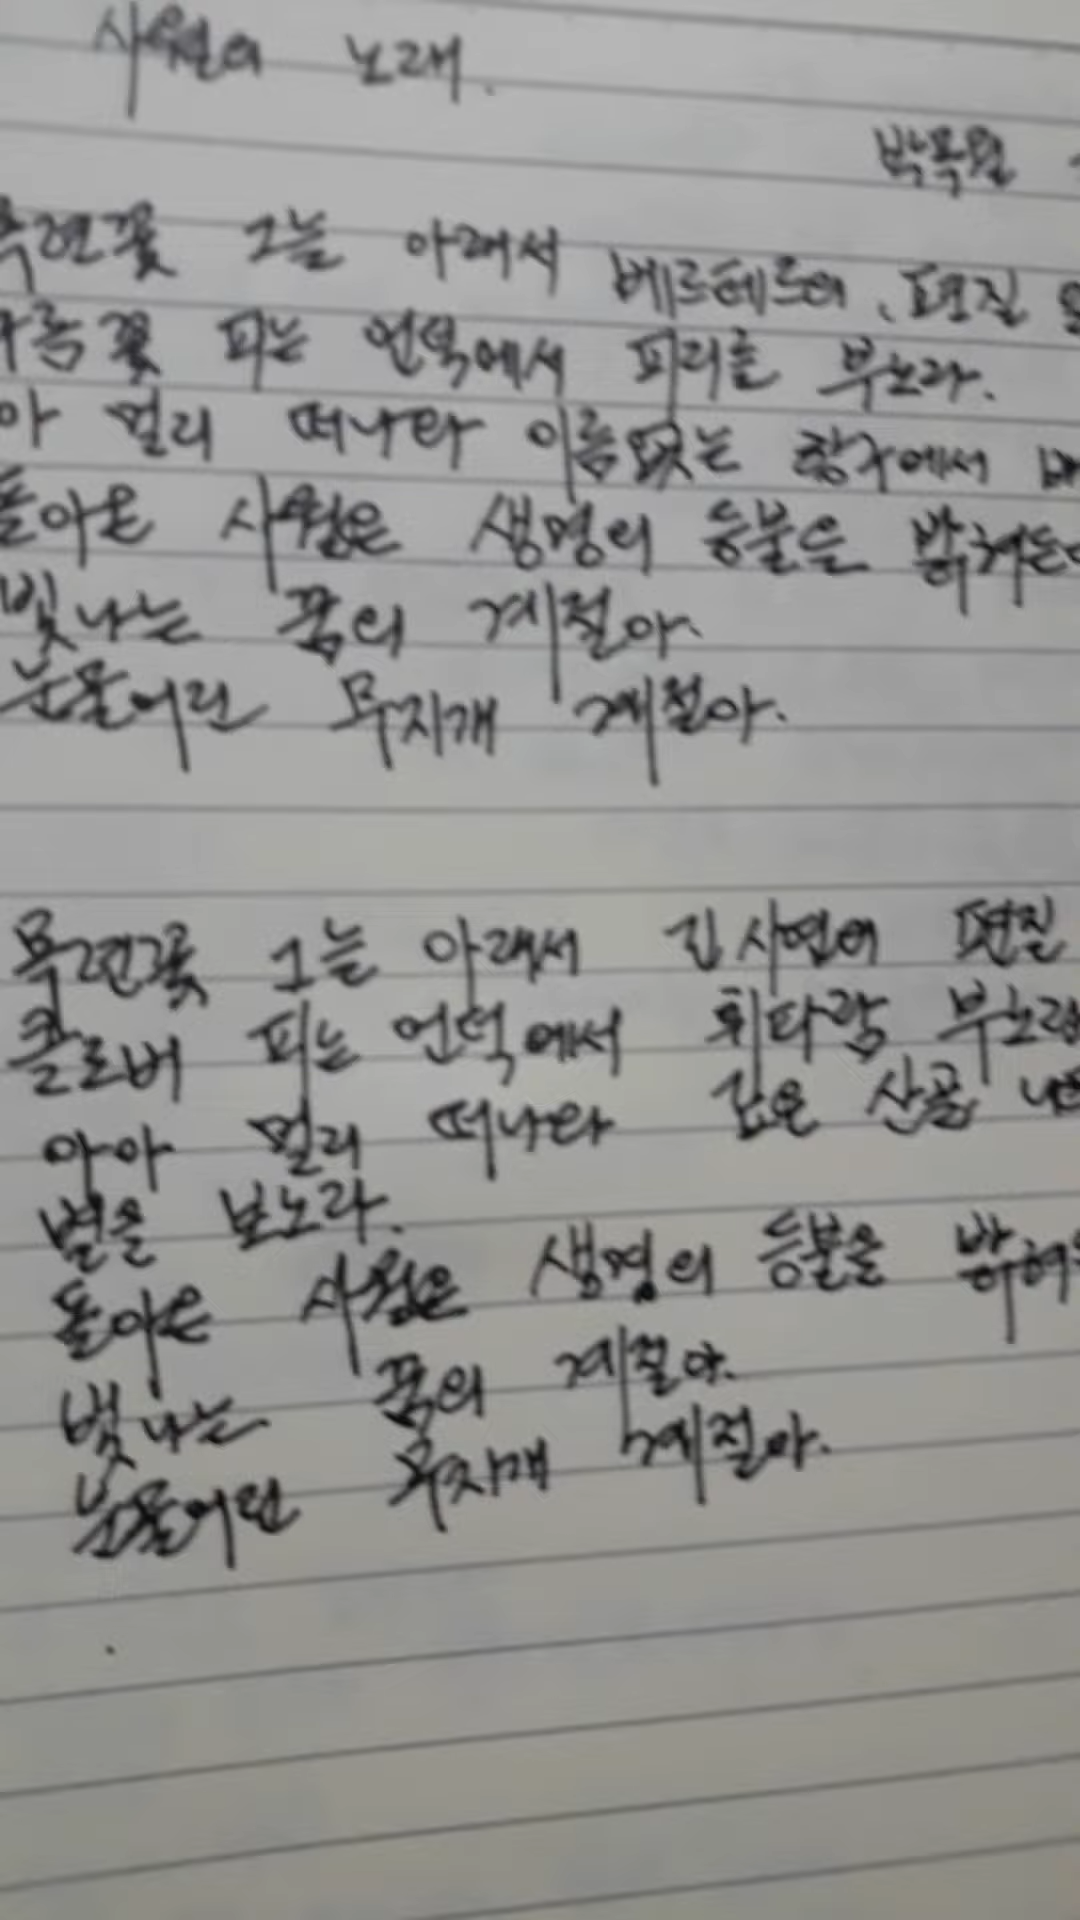 사월의 노래.
박목월
목련꽃 그늘 아래서 베르테르의 편질
구름꽃 피는 언덕에서 피리를 부노라.
아 멀리 떠나와 이름없는 항구에서
돌아온 사월은 생명의 등불을 밝혀든
빛나는 꿈의 계절아.
눈물어린 무지개 계절아.
목련꽃 그늘 아래서 긴 사연의 편질
클로버 피는 언덕에서 휘파람 부노라
아아 멀리 떠나와 깊은 산골
별을 보노라.
돌아온 사월은 생명의 등불을 밝혀
빛나는 꿈의 계절아.
눈물어린 무지개 계절아.